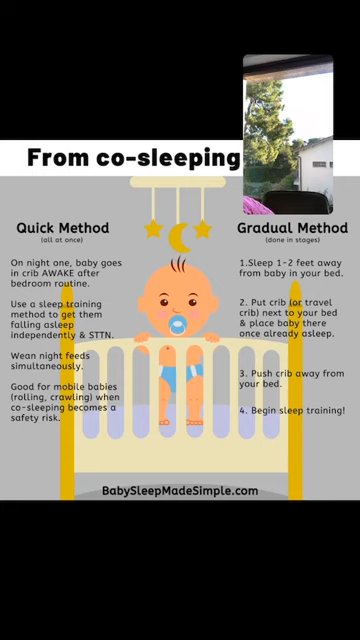 From co-sleeping
Quick Method
(all at once)
On night one, baby goes
in crib AWAKE after
bedroom routine.
Use a sleep training
method to get them
falling asleep
independently & STTN.
Wean night feeds
simultaneously.
Good for mobile babies
(rolling, crawling) when
co-sleeping becomes a
safety risk.
Gradual Method
(done in stages)
1.Sleep 1-2 feet away
from baby in your bed.
2. Put crib (or travel
crib) next to your bed
& place baby there
once already asleep.
3. Push crib away from
your bed.
4. Begin sleep training!
BabySleepMadeSimple.com